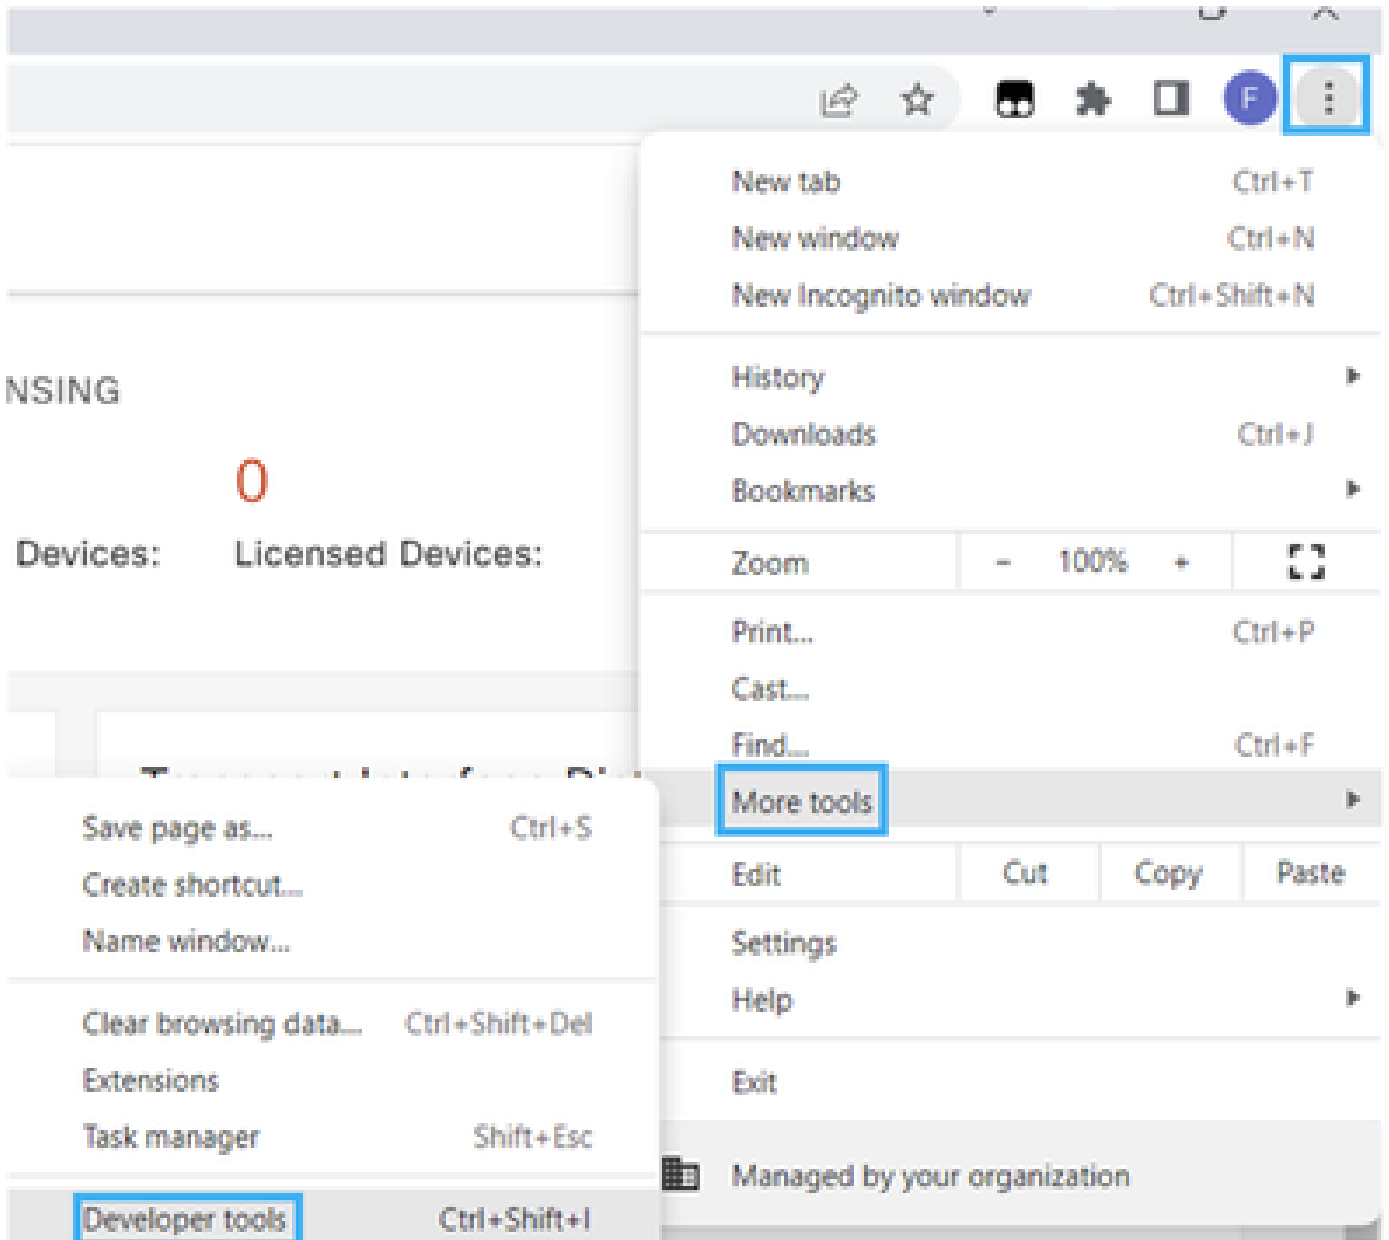 F
New tab Ctrl+T
New window Ctrl+N
New Incognito window Ctrl+Shift+N
History
Downloads Ctrl+J
Bookmarks
Zoom - 100% +
Print... Ctrl+P
Cast...
Find... Ctrl+F
More tools
Edit Cut Copy Paste
Settings
Help
Exit
Managed by your organization
NSING
0
Devices: Licensed Devices:
Save page as... Ctrl+S
Create shortcut...
Name window...
Clear browsing data... Ctrl+Shift+Del
Extensions
Task manager Shift+Esc
Developer tools Ctrl+Shift+I